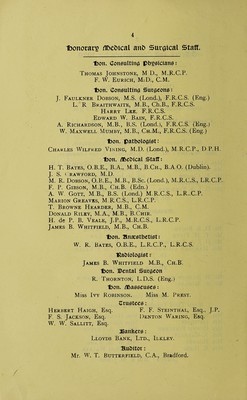 4
Honorary Medical and Surgical Staff.
Hon. Consulting Physicians:
THOMAS JOHNSTONE, M D., M.R.C.P.
F. W. EURICH, M.D., C.M.
Hon. Consulting Surgeons:
J. FAULKNER DOBSON, M.S. (Lond.), F.R.C.S. (Eng.)
L. R BRAITHWAITE, M.B., Ch.B., F.R.C.S.
HARRY LEE, F.R.C.S.
EDWARD W. BAIN, F.R.C.S.
A. RICHARDSON, M.B., B.S. (Lond.), F.R.C.S. (Eng.)
W. MAXWELL MUNBY, M.B., CH.M., F.R.C.S. (Eng.)
Hon. Pathologist:
CHARLES WILFRED VINING, M.D. (Lond.), M R.C.P., D P.H.
Hon. Medical Staff:
H. T. BATES, O.B.E., B.A., M.B., B.Ch., B.A.O. (Dublin).
J. S. CRAWFORD, M.D
M. R. DOBSON, O.B.E., M.B., B.Sc. (Lond.), M.R.C.S., L.R.C.P.
F. P. GIBSON, M.B., CH.B. (Edn.)
A. W. GOTT, M.B., B.S. (Lond.) M.R.C.S., L.R..C.P.
MARION GREAVES, M R.C.S., L.R.C.P.
T. BROWNE HEARDER, M.B., C.M.
DONALD RILEY, M.A., M.B., B.CHIR.
H. de P. B. VEALE, J.P., M.R.C.S., L.R.C.P.
JAMES B. WHITFIELD, M.B., CH.B.
Hon. Anæsthetist:
W. R. BATES, O.B.E., L.R.C.P., L.R.C.S.
Radiologist:
JAMES B. WHITFIELD M.B., CH.B.
Hon. Dental Surgeon
R. THORNTON, L.D.S. (Eng.)
Hon. Masseuses:
MISS IVY ROBINSON. MISS M. PREST.
Trustees:
HERBERT HAIGH, Esq. F. F. STEINTHAL, Esq., J.P.
F. S. JACKSON, Esq. DENTON WARING, Esq.
W. W. SALLITT, Esq.
Bankers:
LLOYDS BANK, LTD., ILKLEY.
Auditor:
Mr. W. T. BUTTERFIELD, C.A., Bradford.